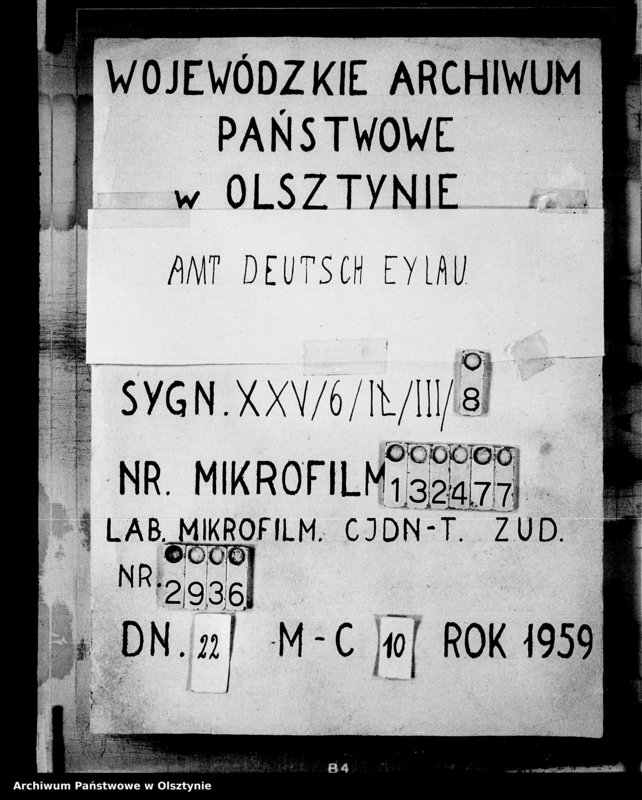 WOJEWÓDZKIE ARCHIWUM
PAŃSTWOWE
w OLSZTYNIE
AMT DEUTSCH EYLAU
SYGN. XXV/6/IŁ/III/8
NR. MIKROFILM 132477
LAB. MIKROFILM. CJDN-T. ZUD.
NR. 2936
DN. 22 M-C 10 ROK 1959
B4
Archiwum Państwowe w Olsztynie